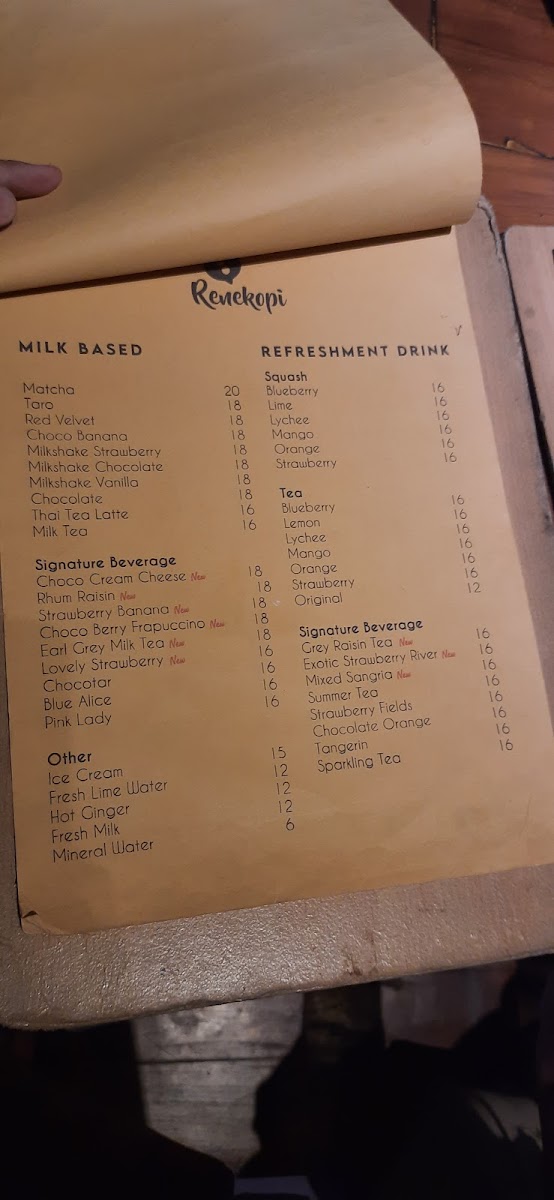 Renekopi
MILK BASED
Matcha 20
Taro 18
Red Velvet 18
Choco Banana 18
Milkshake Strawberry 18
Milkshake Chocolate 18
Milkshake Vanilla 18
Chocolate 18
Thai Tea Latte 16
Milk Tea 16
Signature Beverage
Choco Cream Cheese New 18
Rhum Raisin New 18
Strawberry Banana New 18
Choco Berry Frapuccino New 18
Earl Grey Milk Tea New 18
Lovely Strawberry New 16
Chocotar 16
Blue Alice 16
Pink Lady 16
Other
Ice Cream 15
Fresh Lime Water 12
Hot Ginger 12
Fresh Milk 12
Mineral Water 6
REFRESHMENT DRINK
Squash
Blueberry 16
Lime 16
Lychee 16
Mango 16
Orange 16
Strawberry 16
Tea
Blueberry 16
Lemon 16
Lychee 16
Mango 16
Orange 16
Strawberry 16
Original 12
Signature Beverage
Grey Raisin Tea New 16
Exotic Strawberry River New 16
Mixed Sangria New 16
Summer Tea 16
Strawberry Fields 16
Chocolate Orange 16
Tangerin 16
Sparkling Tea 16